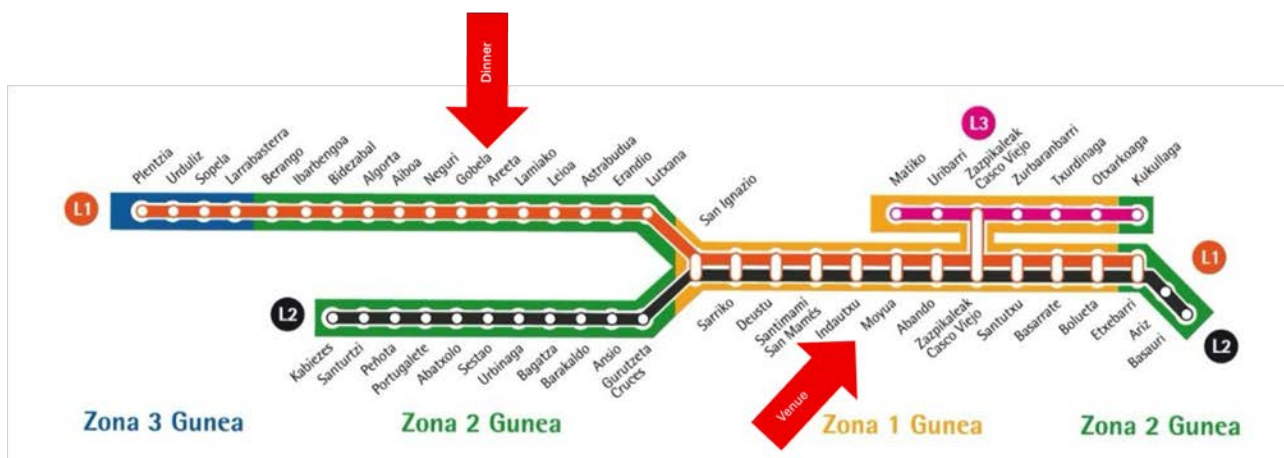 Dinner
L3
Plentzia
Urduliz
Sopela
Larrabasterra
Berango
Ibarbengoa
Bidezabal
Algorta
Aiboa
Neguri
Gobela
Areeta
Lamiako
Leioa
Astrabudua
Erandio
Lutxana
San Ignazio
Matiko
Uribarri
Zazpikaleak
Casco Viejo
Zurbaranbarri
Txurdinaga
Otxarkoaga
Kukullaga
L1
L1
L2
Kabiezes
Santurtzi
Peñota
Portugalete
Abatxolo
Sestao
Urbinaga
Bagatza
Barakaldo
Ansio
Gurutzeta
Cruces
Sarriko
Deustu
Santimami
San Mamés
Indautxu
Moyua
Abando
Zazpikaleak
Casco Viejo
Santutxu
Basarrate
Bolueta
Etxebarri
Ariz
Basauri
L2
Venue
Zona 3 Gunea
Zona 2 Gunea
Zona 1 Gunea
Zona 2 Gunea